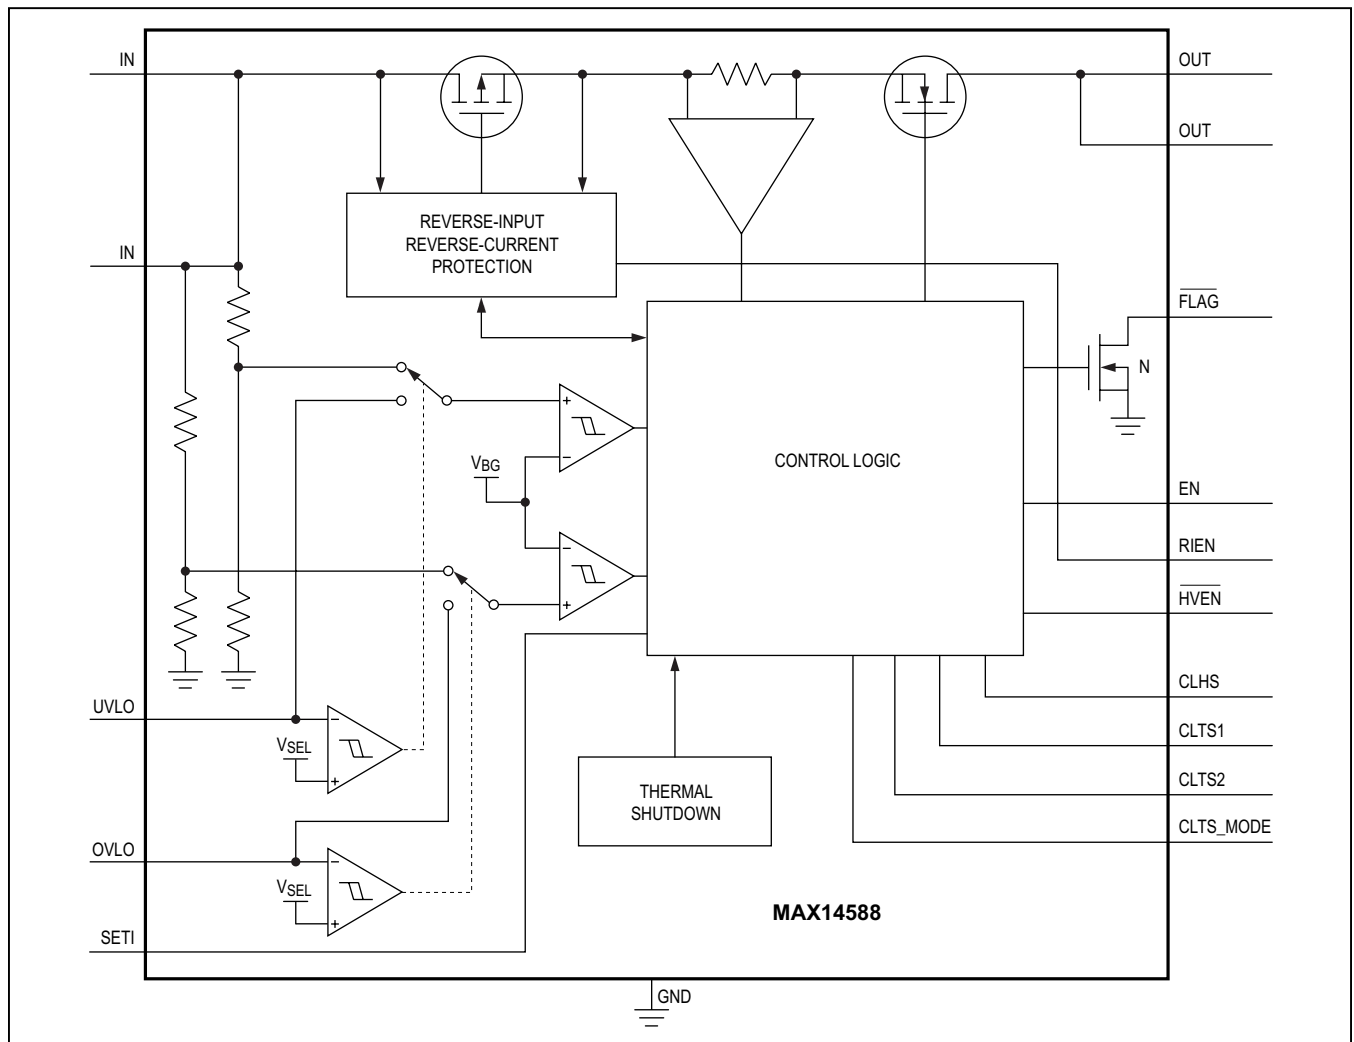 IN
OUT
OUT
REVERSE-INPUT
REVERSE-CURRENT
PROTECTION
IN
FLAG
N
+
−
VBG
CONTROL LOGIC
EN
−
+
RIEN
HVEN
CLHS
UVLO
−
VSEL
+
CLTS1
CLTS2
THERMAL
SHUTDOWN
CLTS_MODE
OVLO
−
VSEL
+
MAX14588
SETI
GND